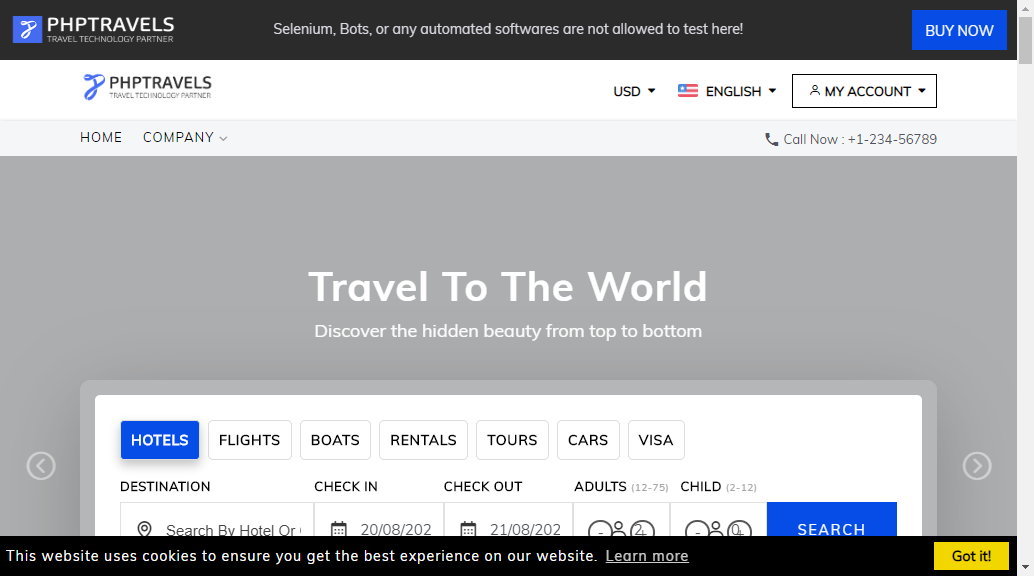 PHPTRAVELS
TRAVEL TECHNOLOGY PARTNER
Selenium, Bots, or any automated softwares are not allowed to test here!
BUY NOW
PHPTRAVELS
TRAVEL TECHNOLOGY PARTNER
USD
ENGLISH
MY ACCOUNT
HOME
COMPANY
Call Now : +1-234-56789
Travel To The World
Discover the hidden beauty from top to bottom
HOTELS
FLIGHTS
BOATS
RENTALS
TOURS
CARS
VISA
DESTINATION
CHECK IN
CHECK OUT
ADULTS (12-75)
CHILD (2-12)
Search By Hotel Or
20/08/202
21/08/202
- 2
- 0
SEARCH
This website uses cookies to ensure you get the best experience on our website. Learn more
Got it!